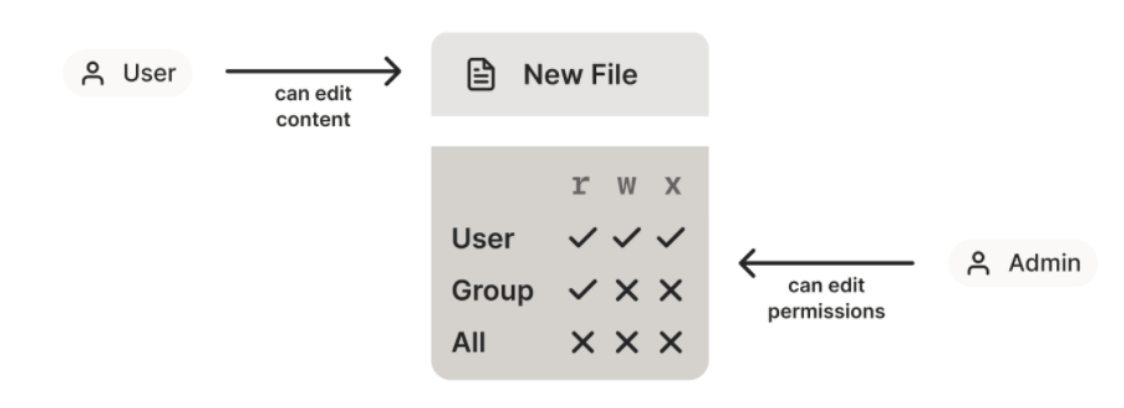 User
can edit
content
New File
r w x
User ✓ ✓ ✓
Group ✓ ✕ ✕
All ✕ ✕ ✕
Admin
can edit
permissions